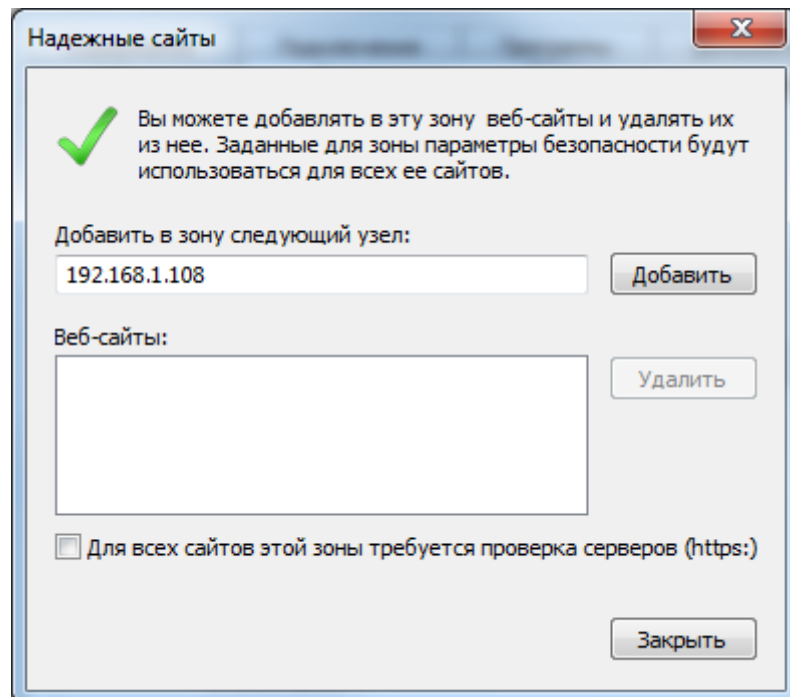 Надежные сайты
Вы можете добавлять в эту зону веб-сайты и удалять их
из нее. Заданные для зоны параметры безопасности будут
использоваться для всех ее сайтов.
Добавить в зону следующий узел:
192.168.1.108
Добавить
Веб-сайты:
Удалить
Для всех сайтов этой зоны требуется проверка серверов (https:)
Закрыть